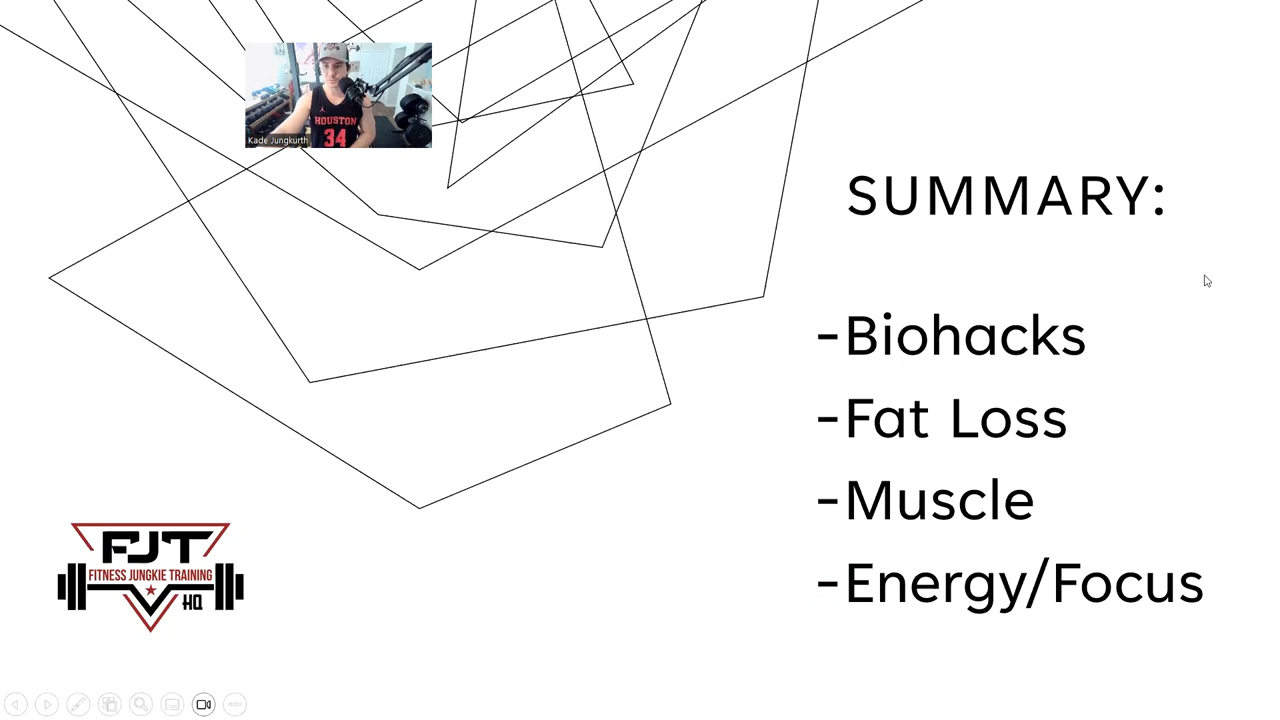 HOUSTON
34
Kade Jungkurth
SUMMARY:
-Biohacks
-Fat Loss
-Muscle
-Energy/Focus
FJT
FITNESS JUNGKIE TRAINING
HQ